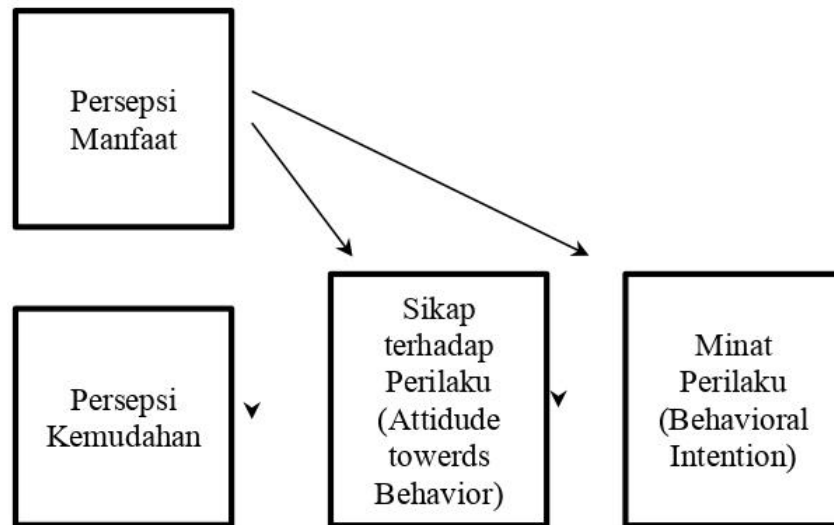 Persepsi
Manfaat
Persepsi
Kemudahan
Sikap
terhadap
Perilaku
(Attidude
towerds
Behavior)
Minat
Perilaku
(Behavioral
Intention)